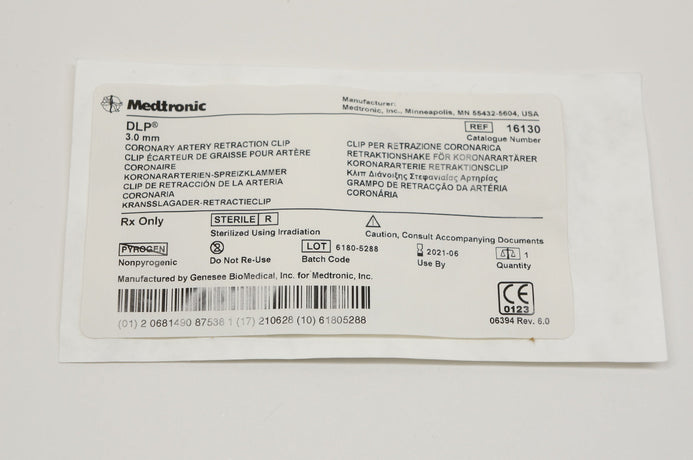 Medtronic
Manufacturer:
Medtronic, Inc., Minneapolis, MN 55432-5604, USA
DLP®
3.0 mm
REF 16130
Catalogue Number
CORONARY ARTERY RETRACTION CLIP
CLIP ÉCARTEUR DE GRAISSE POUR ARTÈRE
CORONAIRE
KORONARARTERIEN-SPREIZKLAMMER
CLIP DE RETRACCIÓN DE LA ARTERIA
CORONARIA
KRANSSLAGADER-RETRACTIECLIP
CLIP PER RETRAZIONE CORONARICA
RETRAKTIONSHAKE FÖR KORONARARTÄRER
KORONARARTERIE RETRAKTIONSCLIP
Κλιπ Διάνοιξης Στεφανιαίας Αρτηρίας
GRAMPO DE RETRACÇÃO DA ARTÉRIA
CORONÁRIA
Rx Only
STERILE R
Sterilized Using Irradiation
Caution, Consult Accompanying Documents
PYROGEN
Nonpyrogenic
2
Do Not Re-Use
LOT 6180-5288
Batch Code
2021-06
Use By
1
Quantity
Manufactured by Genesee BioMedical, Inc. for Medtronic, Inc.
(01) 2 0681490 87538 1 (17) 210628 (10) 61805288
CE
0123
06394 Rev. 6.0